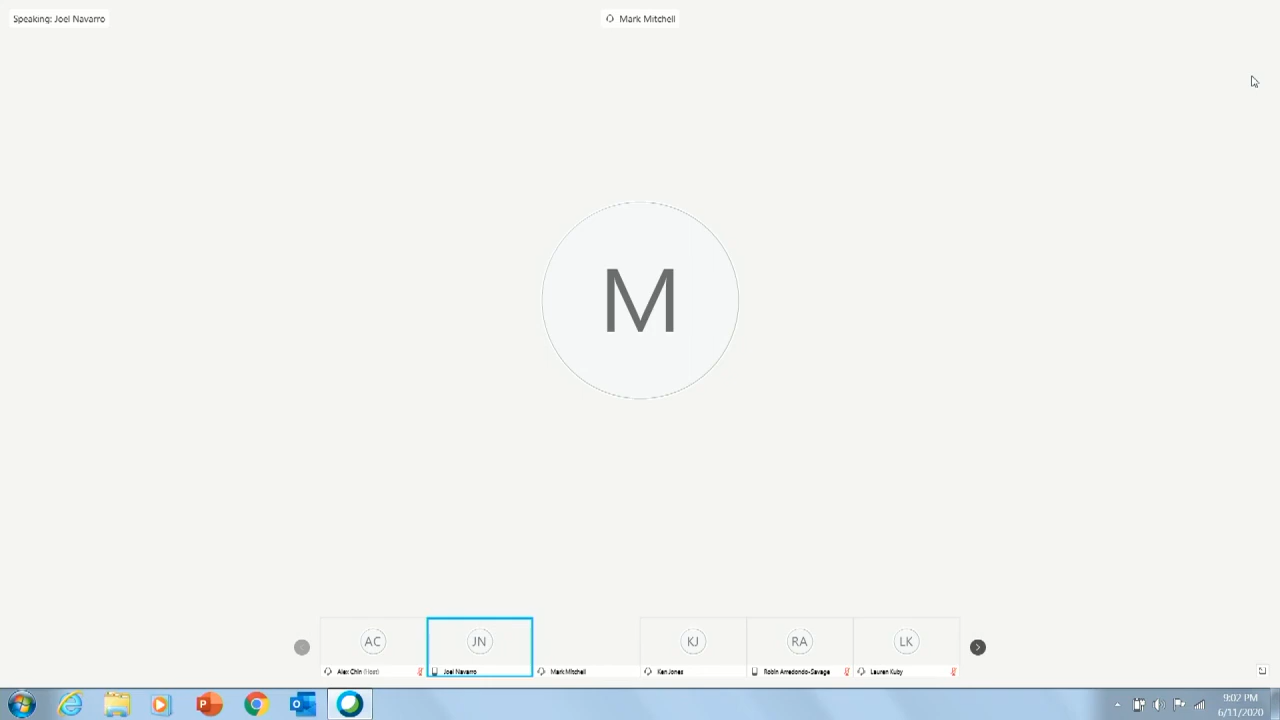 Speaking: Joel Navarro
Mark Mitchell
M
AC
JN
KJ
RA
LK
Alex Chin (Host)
Joel Navarro
Mark Mitchell
Ken Jones
Robin Arredondo-Savage
Lauren Kuby
9:02 PM
6/11/2020